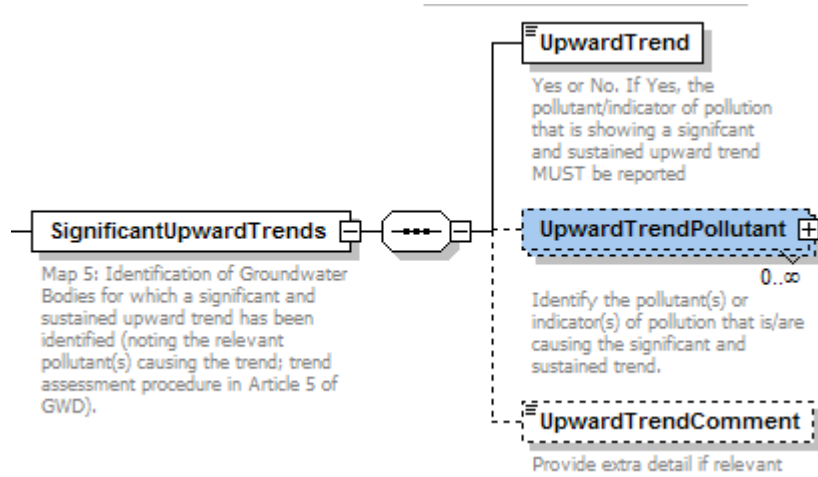 UpwardTrend
Yes or No. If Yes, the
pollutant/indicator of pollution
that is showing a signifcant
and sustained upward trend
MUST be reported
SignificantUpwardTrends
Map 5: Identification of Groundwater
Bodies for which a significant and
sustained upward trend has been
identified (noting the relevant
pollutant(s) causing the trend; trend
assessment procedure in Article 5 of
GWD).
UpwardTrendPollutant
0..∞
Identify the pollutant(s) or
indicator(s) of pollution that is/are
causing the significant and
sustained trend.
UpwardTrendComment
Provide extra detail if relevant